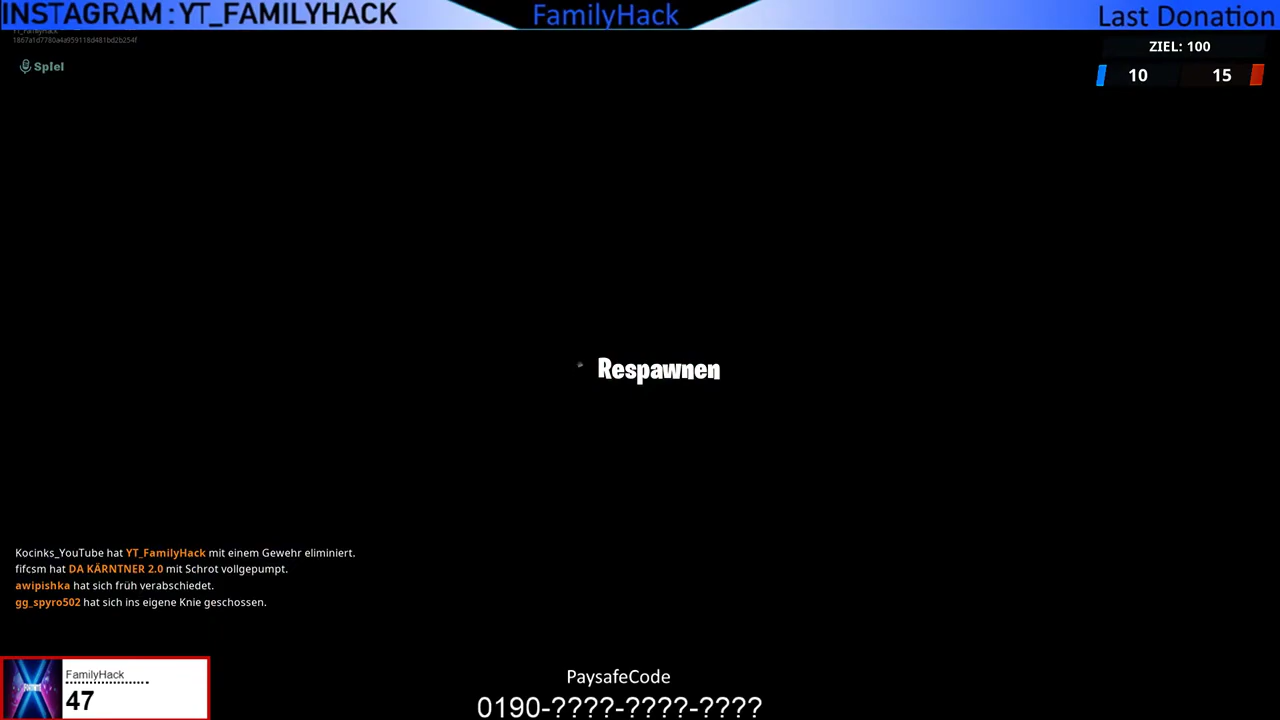 INSTAGRAM : YT_FAMILYHACK
FamilyHack
Last Donation
YT_FamilyHack
ZIEL: 100
Spiel
10
15
Respawnen
Kocinks_YouTube hat YT_FamilyHack mit einem Gewehr eliminiert.
fifcsm hat DA KÄRNTNER 2.0 mit Schrot vollgepumpt.
awipishka hat sich früh verabschiedet.
gg_spyro502 hat sich ins eigene Knie geschossen.
FamilyHack
47
PaysafeCode
0190-????-????-????